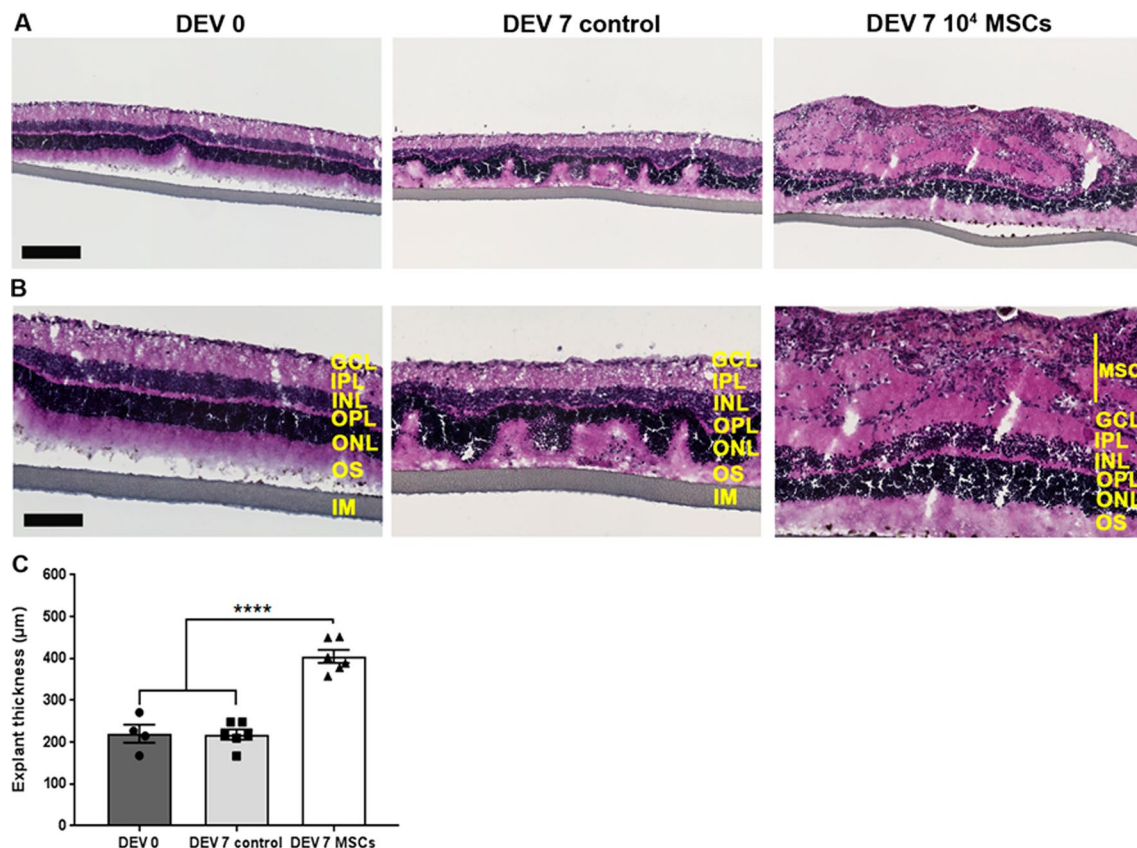 A
DEV 0
DEV 7 control
DEV 7 10⁴ MSCs
B
GCL
IPL
INL
OPL
ONL
OS
IM
GCL
IPL
INL
OPL
ONL
OS
IM
MSC
GCL
IPL
INL
OPL
ONL
OS
C
600
500
400
300
200
100
0
Explant thickness (µm)
****
DEV 0
DEV 7 control
DEV 7 MSCs